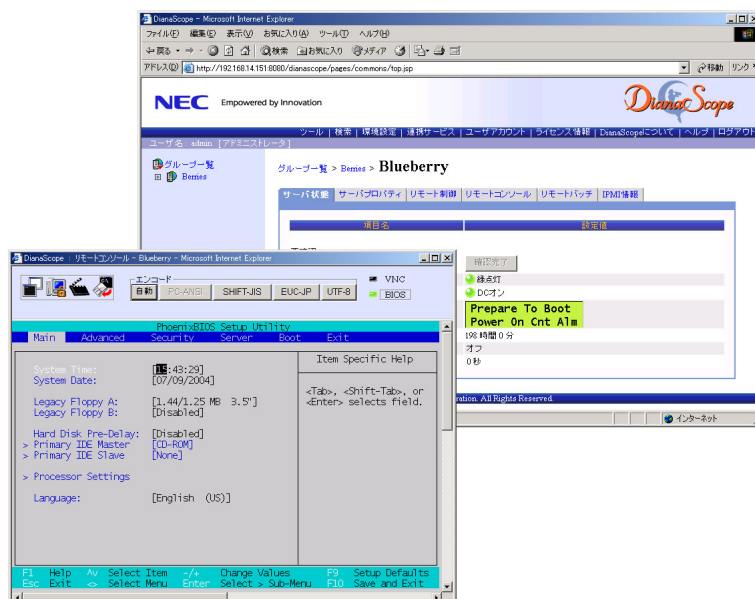 DianaScope - Microsoft Internet Explorer
ファイル(F) 編集(E) 表示(V) お気に入り(A) ツール(T) ヘルプ(H)
戻る 検索 お気に入り メディア
アドレス(D) http://192.168.14.151:8080/dianascope/pages/commons/top.jsp 移動 リンク
NEC Empowered by Innovation DianaScope
ツール | 検索 | 環境設定 | 連携サービス | ユーザアカウント | ライセンス情報 | DianaScopeについて | ヘルプ | ログアウト
ユーザ名: admin [アドミニストレータ]
グループ一覧
Berries
グループ一覧 > Berries > Blueberry
サーバ状態 サーバプロパティ リモート制御 リモートコンソール リモートバッチ IPMI情報
項目名 設定値
確認完了
緑点灯
DCオン
Prepare To Boot
Power On Cnt Alm
198 時間 0 分
オフ
0 秒
ration. All Rights Reserved.
インターネット
DianaScope : リモートコンソール - Blueberry - Microsoft Internet Explorer
エンコード
自動 PC-ANSI SHIFT-JIS EUC-JP UTF-8
VNC
BIOS
PhoenixBIOS Setup Utility
Main Advanced Security Server Boot Exit
Item Specific Help
System Time: [15:43:29]
System Date: [07/09/2004]
<Tab>, <Shift-Tab>, or
<Enter> selects field.
Legacy Floppy A: [1.44/1.25 MB 3.5"]
Legacy Floppy B: [Disabled]
Hard Disk Pre-Delay: [Disabled]
> Primary IDE Master [CD-ROM]
> Primary IDE Slave [None]
> Processor Settings
Language: [English (US)]
F1 Help ^v Select Item -/+ Change Values F9 Setup Defaults
Esc Exit <> Select Menu Enter Select > Sub-Menu F10 Save and Exit